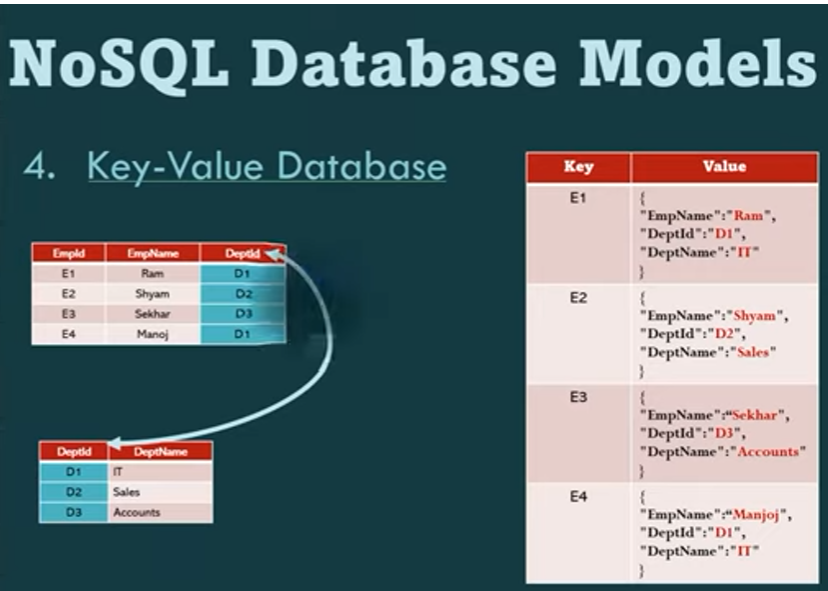 NoSQL Database Models
4. Key-Value Database
EmpId EmpName DeptId
E1 Ram D1
E2 Shyam D2
E3 Sekhar D3
E4 Manoj D1
DeptId DeptName
D1 IT
D2 Sales
D3 Accounts
Key Value
E1 {
"EmpName":"Ram",
"DeptId":"D1",
"DeptName":"IT"
}
E2 {
"EmpName":"Shyam",
"DeptId":"D2",
"DeptName":"Sales"
}
E3 {
"EmpName":“Sekhar",
"DeptId":"D3",
"DeptName":"Accounts"
}
E4 {
"EmpName":“Manjoj",
"DeptId":"D1",
"DeptName":"IT"
}